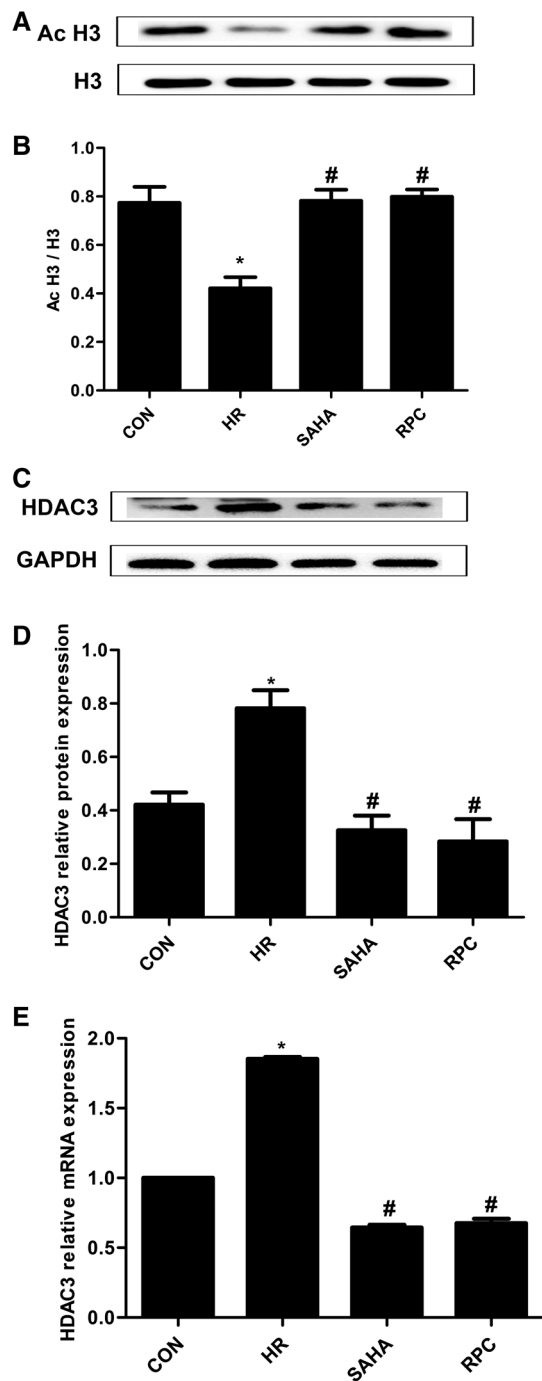 A
Ac H3
H3
B
Ac H3 / H3
1.0
0.8
0.6
0.4
0.2
0.0
*
#
#
CON
HR
SAHA
RPC
C
HDAC3
GAPDH
D
HDAC3 relative protein expression
1.0
0.8
0.6
0.4
0.2
0.0
*
#
#
CON
HR
SAHA
RPC
E
HDAC3 relative mRNA expression
2.0
1.5
1.0
0.5
0.0
*
#
#
CON
HR
SAHA
RPC